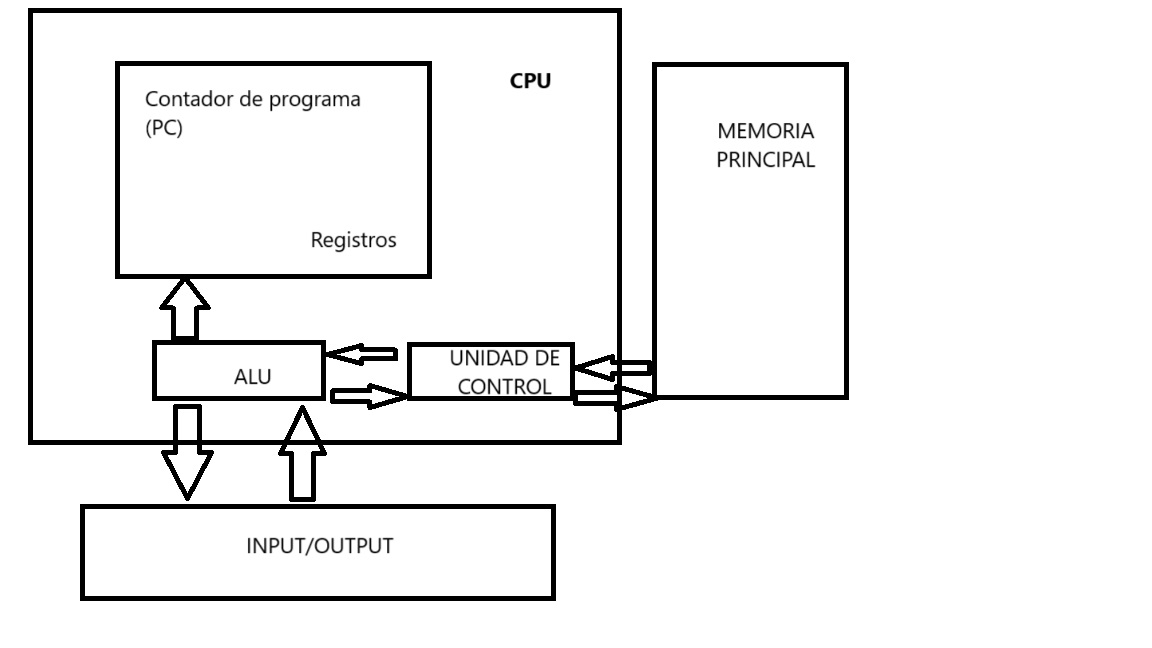 CPU
Contador de programa
(PC)
Registros
MEMORIA
PRINCIPAL
ALU
UNIDAD DE
CONTROL
INPUT/OUTPUT